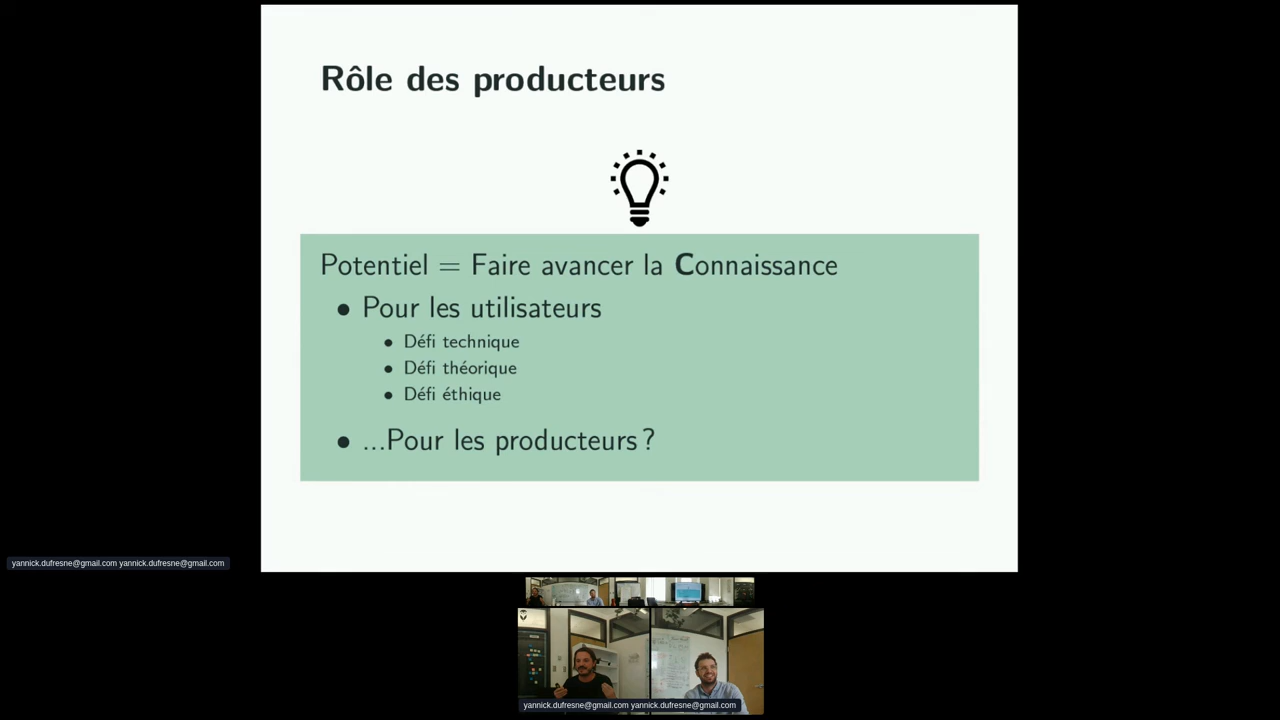 Rôle des producteurs
Potentiel = Faire avancer la Connaissance
• Pour les utilisateurs
• Défi technique
• Défi théorique
• Défi éthique
• ...Pour les producteurs ?
yannick.dufresne@gmail.com yannick.dufresne@gmail.com
yannick.dufresne@gmail.com yannick.dufresne@gmail.com